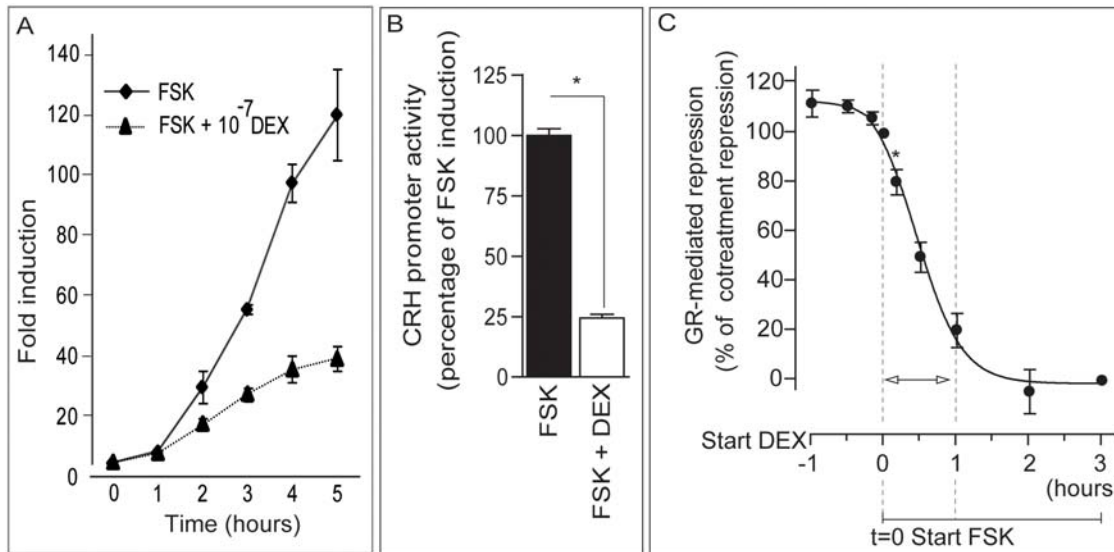 A
140
120
100
80
60
40
20
0
Fold induction
FSK
FSK + 10⁻⁷ DEX
0 1 2 3 4 5
Time (hours)
B
CRH promoter activity
(percentage of FSK induction)
125
100
75
50
25
0
*
FSK
FSK + DEX
C
GR-mediated repression
(% of cotreatment repression)
120
100
80
60
40
20
0
*
Start DEX
-1 0 1 2 3
(hours)
t=0 Start FSK